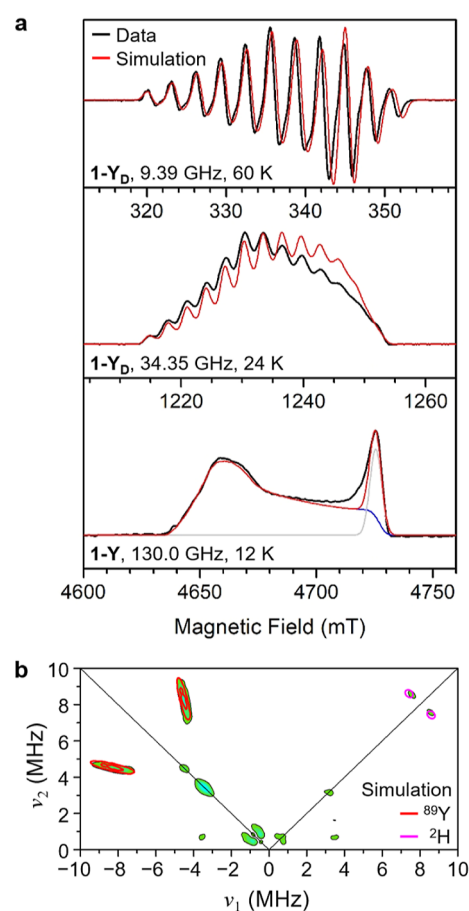 a
Data
Simulation
1-Y_D, 9.39 GHz, 60 K
320 330 340 350
1-Y_D, 34.35 GHz, 24 K
1220 1240 1260
1-Y, 130.0 GHz, 12 K
4600 4650 4700 4750
Magnetic Field (mT)
b
10
8
6
4
2
0
ν₂ (MHz)
Simulation
⁸⁹Y
²H
−10 −8 −6 −4 −2 0 2 4 6 8 10
ν₁ (MHz)